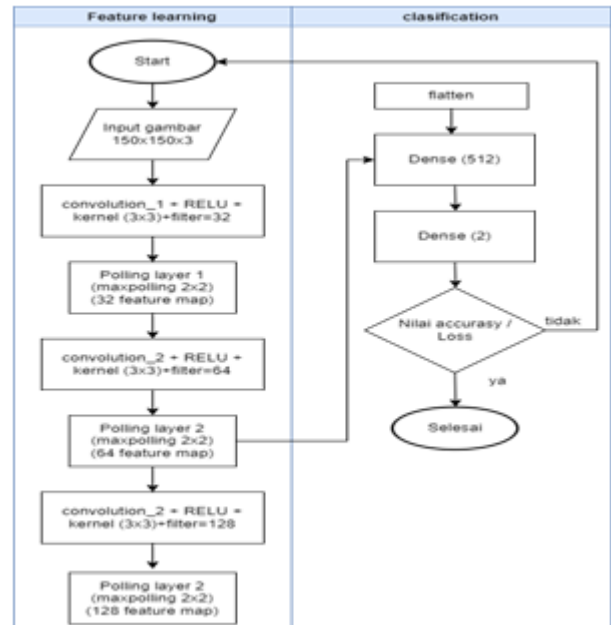 Feature learning
clasification
Start
Input gambar
150x150x3
convolution_1 + RELU +
kernel (3x3)+filter=32
Polling layer 1
(maxpolling 2x2)
(32 feature map)
convolution_2 + RELU +
kernel (3x3)+filter=64
Polling layer 2
(maxpolling 2x2)
(64 feature map)
convolution_2 + RELU +
kernel (3x3)+filter=128
Polling layer 2
(maxpolling 2x2)
(128 feature map)
flatten
Dense (512)
Dense (2)
Nilai accurasy /
Loss
tidak
ya
Selesai